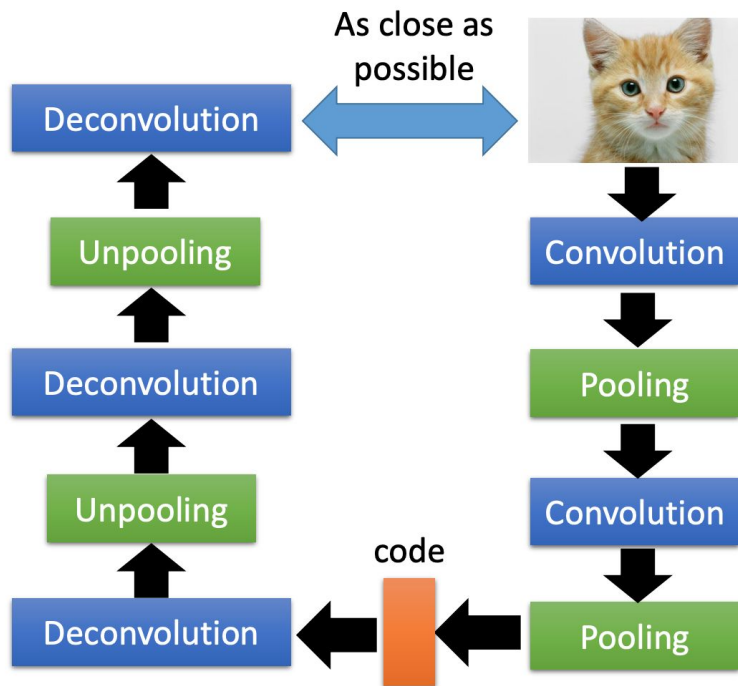 As close as
possible
Deconvolution
Unpooling
Deconvolution
Unpooling
Deconvolution
code
Convolution
Pooling
Convolution
Pooling